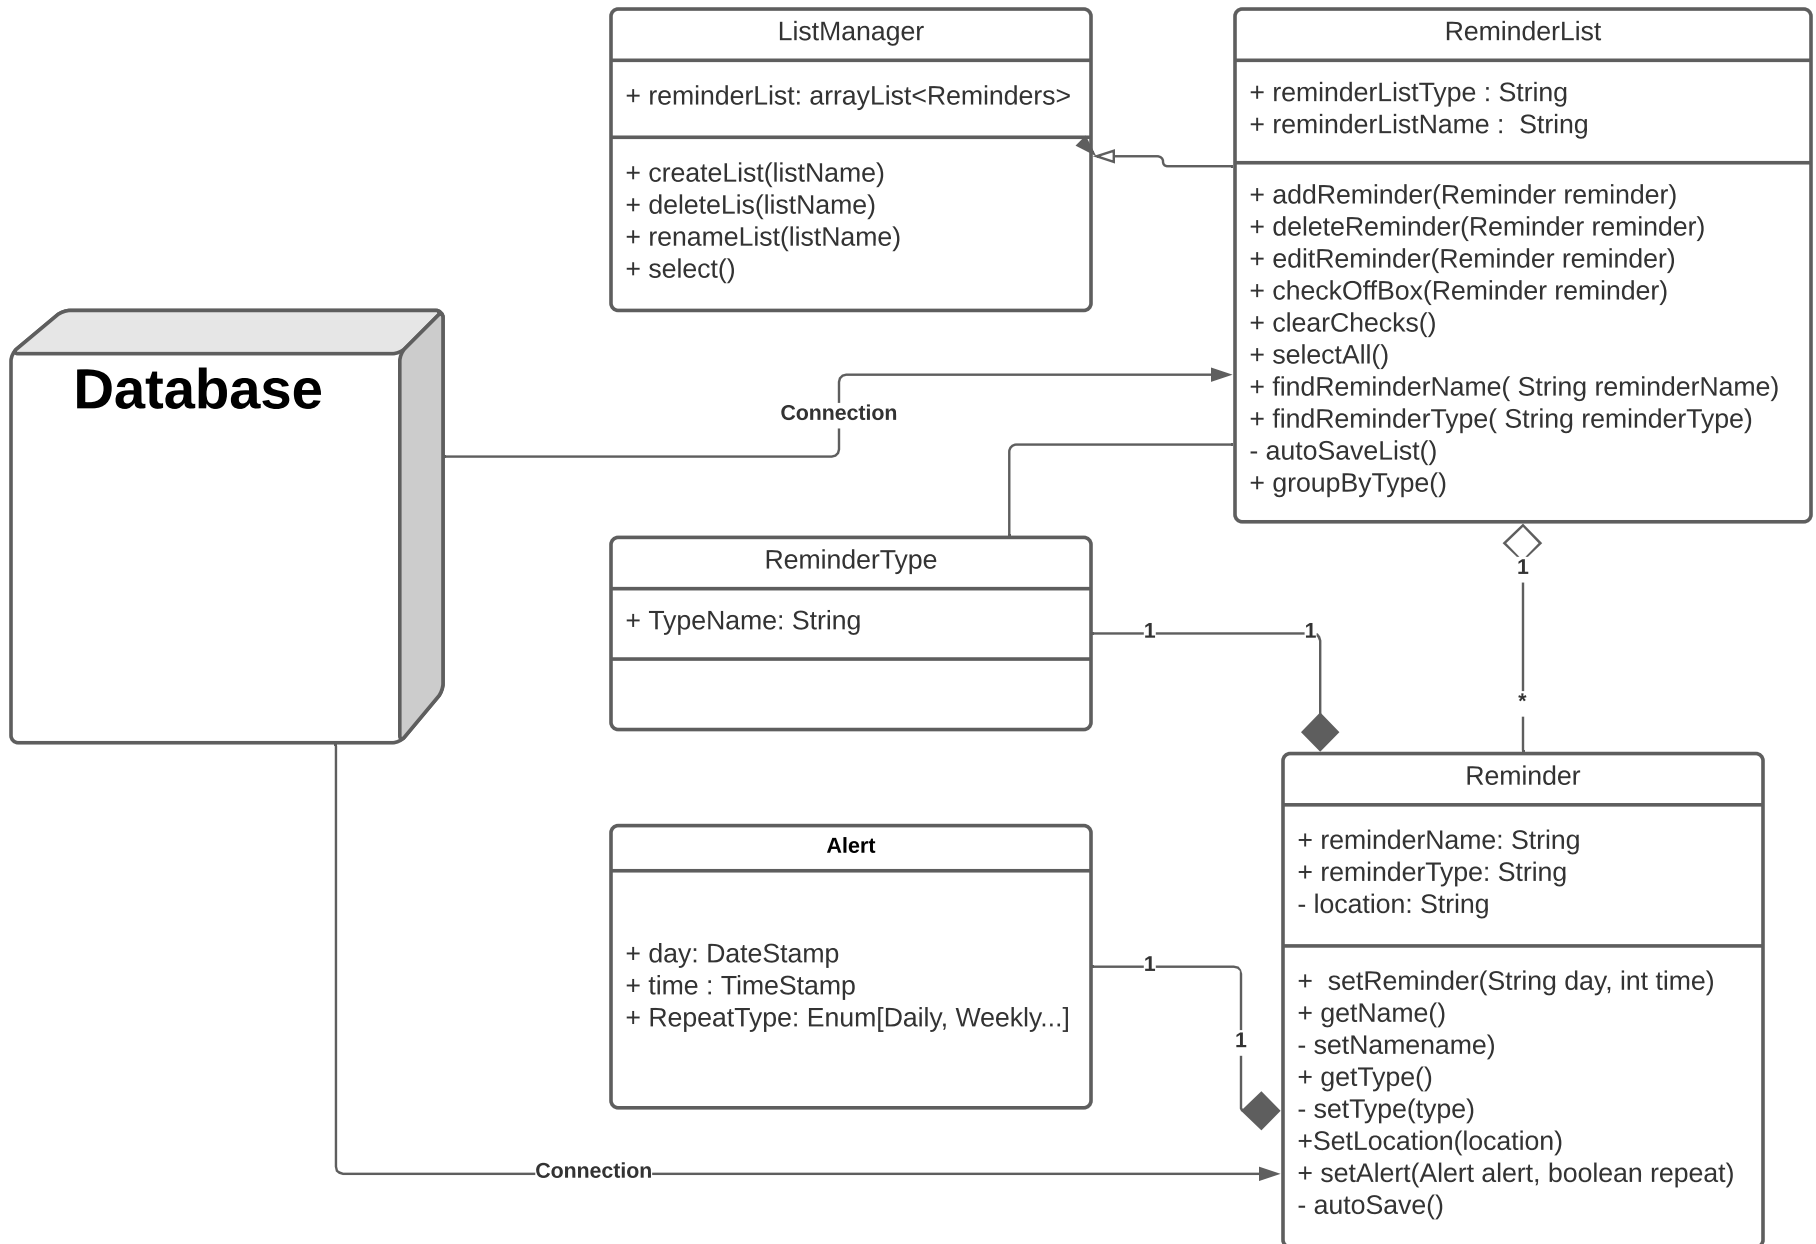 ListManager
+ reminderList: arrayList<Reminders>
+ createList(listName)
+ deleteLis(listName)
+ renameList(listName)
+ select()
ReminderList
+ reminderListType : String
+ reminderListName :  String
+ addReminder(Reminder reminder)
+ deleteReminder(Reminder reminder)
+ editReminder(Reminder reminder)
+ checkOffBox(Reminder reminder)
+ clearChecks()
+ selectAll()
+ findReminderName( String reminderName)
+ findReminderType( String reminderType)
- autoSaveList()
+ groupByType()
Database
Connection
ReminderType
+ TypeName: String
1
1
1
*
Reminder
+ reminderName: String
+ reminderType: String
- location: String
+  setReminder(String day, int time)
+ getName()
- setNamename)
+ getType()
- setType(type)
+SetLocation(location)
+ setAlert(Alert alert, boolean repeat)
- autoSave()
Alert
+ day: DateStamp
+ time : TimeStamp
+ RepeatType: Enum[Daily, Weekly...]
1
1
Connection